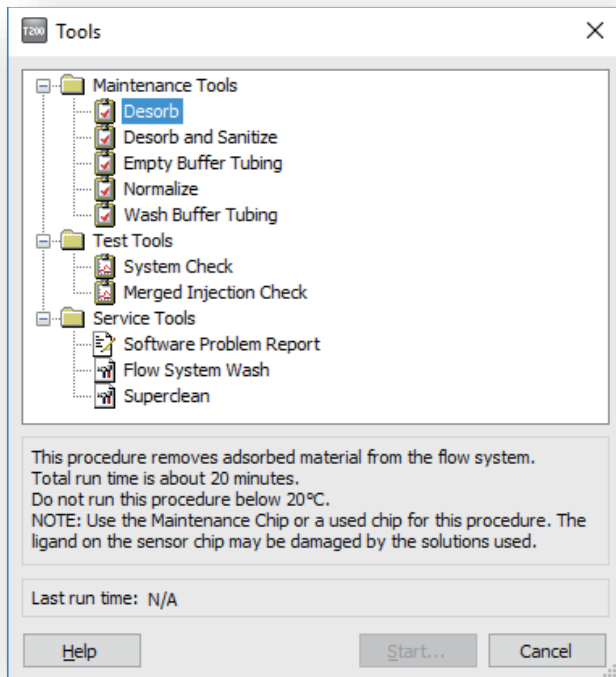 T200 Tools
Maintenance Tools
Desorb
Desorb and Sanitize
Empty Buffer Tubing
Normalize
Wash Buffer Tubing
Test Tools
System Check
Merged Injection Check
Service Tools
Software Problem Report
Flow System Wash
Superclean
This procedure removes adsorbed material from the flow system.
Total run time is about 20 minutes.
Do not run this procedure below 20°C.
NOTE: Use the Maintenance Chip or a used chip for this procedure. The
ligand on the sensor chip may be damaged by the solutions used.
Last run time: N/A
Help Start... Cancel